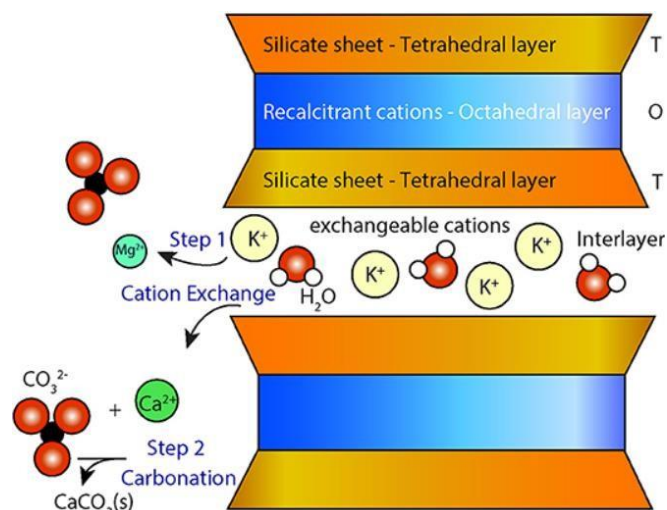 Silicate sheet - Tetrahedral layer T
Recalcitrant cations - Octahedral layer O
Silicate sheet - Tetrahedral layer T
exchangeable cations
Step 1
K⁺
Interlayer
K⁺
Mg²⁺
K⁺
K⁺
Cation Exchange
H₂O
CO₃²⁻
+
Ca²⁺
Step 2
Carbonation
CaCO₃(s)